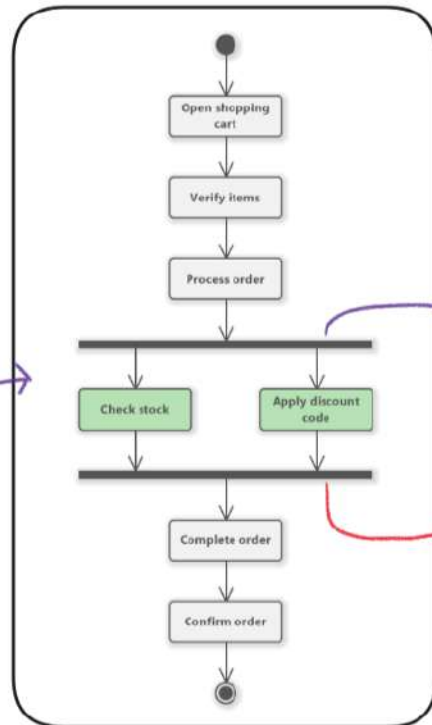 Open shopping
cart
Verify items
Process order
Check stock
Apply discount
code
Complete order
Confirm order